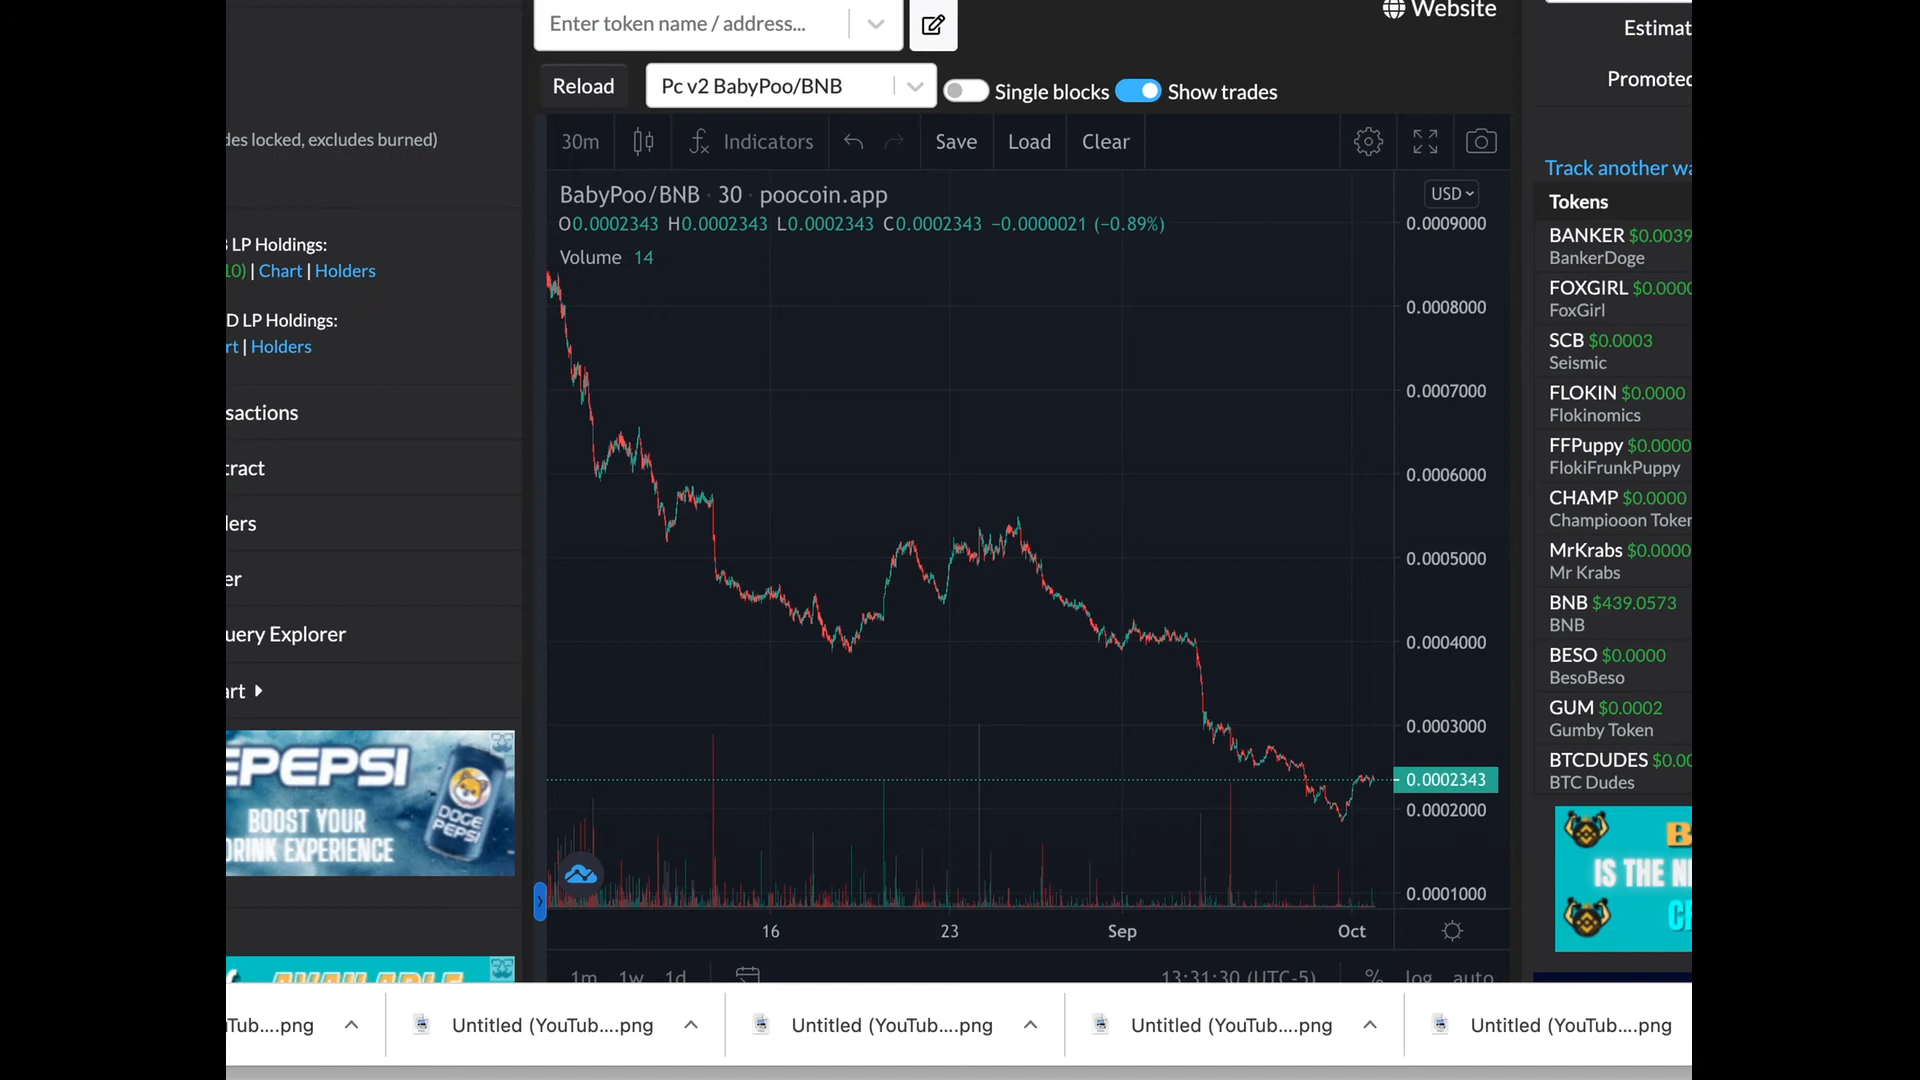 Enter token name / address...
Website
Estimat
Promoted
Reload
Pc v2 BabyPoo/BNB
Single blocks
Show trades
30m
Indicators
Save
Load
Clear
des locked, excludes burned)
Track another wa
BabyPoo/BNB · 30 · poocoin.app
USD
O0.0002343 H0.0002343 L0.0002343 C0.0002343 −0.0000021 (−0.89%)
Volume 14
0.0009000
0.0008000
0.0007000
0.0006000
0.0005000
0.0004000
0.0003000
0.0002343
0.0002000
0.0001000
16
23
Sep
Oct
1m 1w 1d
13:31:30 (UTC-5)
% log auto
LP Holdings:
10) | Chart | Holders
D LP Holdings:
rt | Holders
sactions
tract
lers
er
uery Explorer
art
EPEPSI
BOOST YOUR
DRINK EXPERIENCE
DOGE
PEPSI
AVAILABLE
Tokens
BANKER $0.0039
BankerDoge
FOXGIRL $0.0000
FoxGirl
SCB $0.0003
Seismic
FLOKIN $0.0000
Flokinomics
FFPuppy $0.0000
FlokiFrunkPuppy
CHAMP $0.0000
Champiooon Token
MrKrabs $0.0000
Mr Krabs
BNB $439.0573
BNB
BESO $0.0000
BesoBeso
GUM $0.0002
Gumby Token
BTCDUDES $0.00
BTC Dudes
B
IS THE N
Tub....png
Untitled (YouTub....png
Untitled (YouTub....png
Untitled (YouTub....png
Untitled (YouTub....png